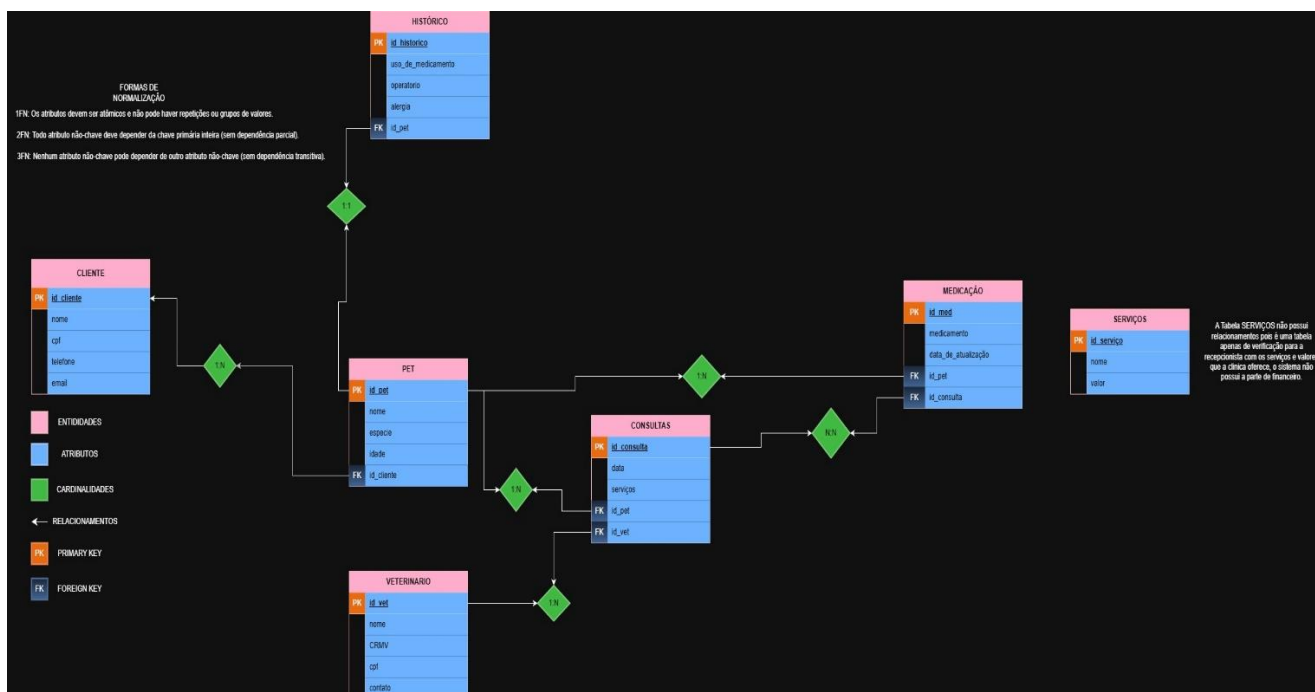 HISTÓRICO
PK id_historico
uso_de_medicamento
operatorio
alergia
FK id_pet
FORMAS DE
NORMALIZAÇÃO
1FN: Os atributos devem ser atômicos e não pode haver repetições ou grupos de valores.
2FN: Todo atributo não-chave deve depender da chave primária inteira (sem dependência parcial).
3FN: Nenhum atributo não-chave pode depender de outro atributo não-chave (sem dependência transitiva).
1:1
CLIENTE
PK id_cliente
nome
cpf
telefone
email
1:N
ENTIDIDADES
ATRIBUTOS
CARDINALIDADES
RELACIONAMENTOS
PK PRIMARY KEY
FK FOREIGN KEY
PET
PK id_pet
nome
especie
idade
FK id_cliente
1:N
1:N
CONSULTAS
PK id_consulta
data
serviços
FK id_pet
FK id_vet
N:N
MEDICAÇÃO
PK id_med
medicamento
data_de_atualização
FK id_pet
FK id_consulta
SERVIÇOS
PK id_serviço
nome
valor
A Tabela SERVIÇOS não possui
relacionamentos pois é uma tabela
apenas de verificação para a
recepcionista com os serviços e valore
que a clinica oferece, o sistema não
possui a parte de financeiro.
VETERINARIO
PK id_vet
nome
CRMV
cpf
contato
1:N